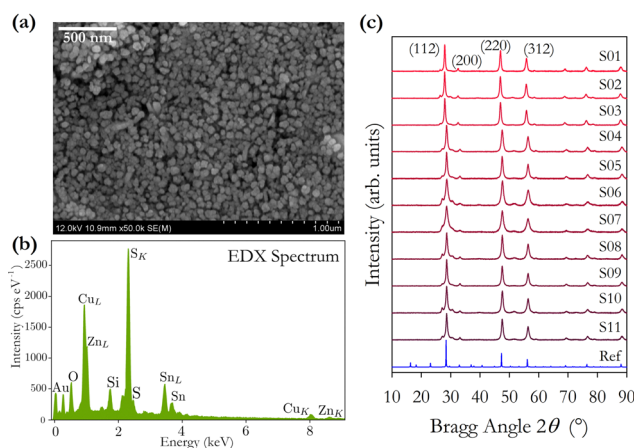 (a)
500 nm
12.0kV 10.9mm x50.0k SE(M)
1.00um
(b)
EDX Spectrum
Intensity (cps eV⁻¹)
2500
2000
1500
1000
500
0
Au
O
Cu_L
Zn_L
Si
S_K
S
Sn_L
Sn
Cu_K
Zn_K
0 2 4 6 8
Energy (keV)
(c)
Intensity (arb. units)
(112)
(200)
(220)
(312)
S01
S02
S03
S04
S05
S06
S07
S08
S09
S10
S11
Ref
10 20 30 40 50 60 70 80 90
Bragg Angle 2θ (°)